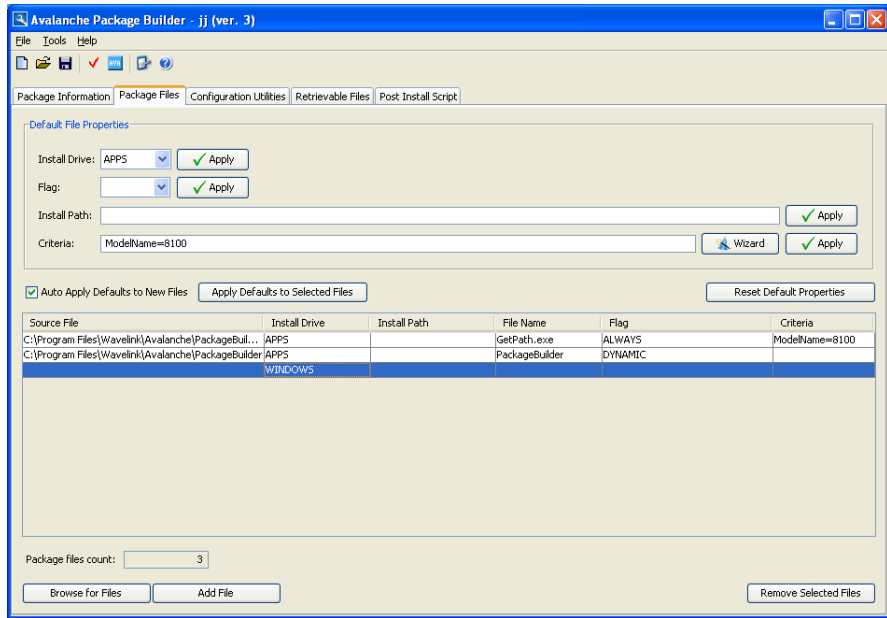 Avalanche Package Builder - jj (ver. 3)
File Tools Help
Package Information Package Files Configuration Utilities Retrievable Files Post Install Script
Default File Properties
Install Drive: APPS Apply
Flag: Apply
Install Path: Apply
Criteria: ModelName=8100 Wizard Apply
Auto Apply Defaults to New Files Apply Defaults to Selected Files Reset Default Properties
Source File Install Drive Install Path File Name Flag Criteria
C:\Program Files\Wavelink\Avalanche\PackageBuil... APPS GetPath.exe ALWAYS ModelName=8100
C:\Program Files\Wavelink\Avalanche\PackageBuilder APPS PackageBuilder DYNAMIC
WINDOWS
Package files count: 3
Browse for Files Add File Remove Selected Files